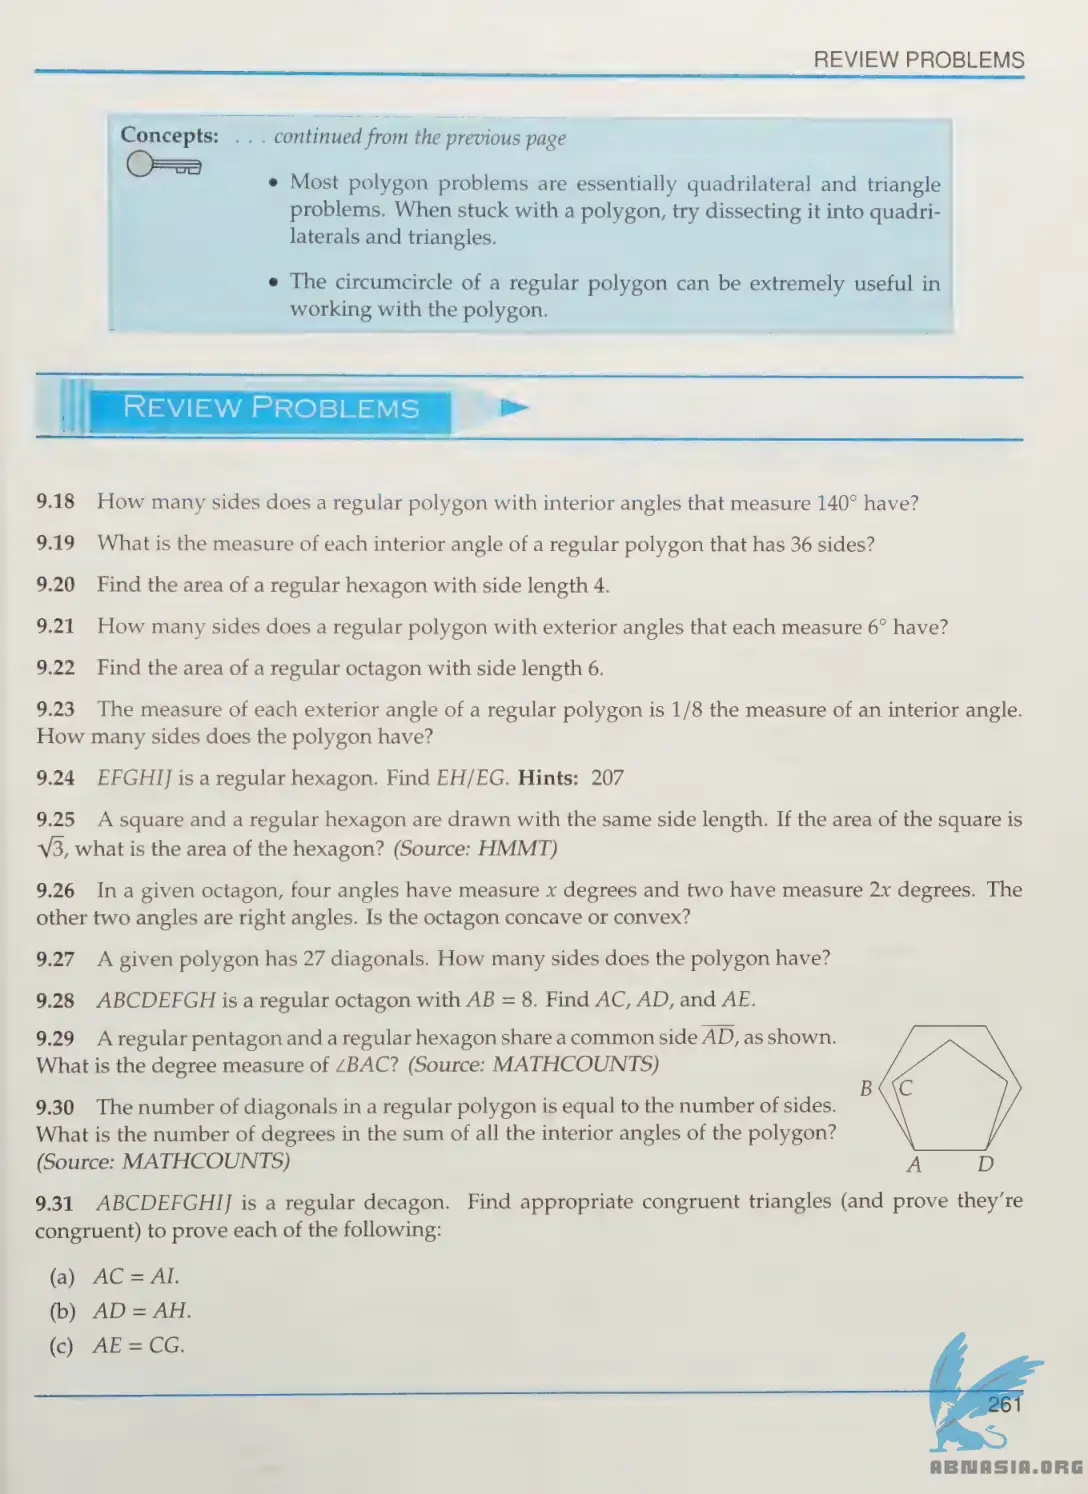 REVIEW PROBLEMS
Concepts: . . . continued from the previous page
• Most polygon problems are essentially quadrilateral and triangle
problems. When stuck with a polygon, try dissecting it into quadri-
laterals and triangles.
• The circumcircle of a regular polygon can be extremely useful in
working with the polygon.
REVIEW PROBLEMS
9.18 How many sides does a regular polygon with interior angles that measure 140° have?
9.19 What is the measure of each interior angle of a regular polygon that has 36 sides?
9.20 Find the area of a regular hexagon with side length 4.
9.21 How many sides does a regular polygon with exterior angles that each measure 6° have?
9.22 Find the area of a regular octagon with side length 6.
9.23 The measure of each exterior angle of a regular polygon is 1/8 the measure of an interior angle.
How many sides does the polygon have?
9.24 EFGHIJ is a regular hexagon. Find EH/EG. Hints: 207
9.25 A square and a regular hexagon are drawn with the same side length. If the area of the square is
√3, what is the area of the hexagon? (Source: HMMT)
9.26 In a given octagon, four angles have measure x degrees and two have measure 2x degrees. The
other two angles are right angles. Is the octagon concave or convex?
9.27 A given polygon has 27 diagonals. How many sides does the polygon have?
9.28 ABCDEFGH is a regular octagon with AB = 8. Find AC, AD, and AE.
9.29 A regular pentagon and a regular hexagon share a common side A̅D̅, as shown.
What is the degree measure of ∠BAC? (Source: MATHCOUNTS)
9.30 The number of diagonals in a regular polygon is equal to the number of sides.
What is the number of degrees in the sum of all the interior angles of the polygon?
(Source: MATHCOUNTS)
B C
A D
9.31 ABCDEFGHIJ is a regular decagon. Find appropriate congruent triangles (and prove they're
congruent) to prove each of the following:
(a) AC = AI.
(b) AD = AH.
(c) AE = CG.
261
ABNASIA.ORG